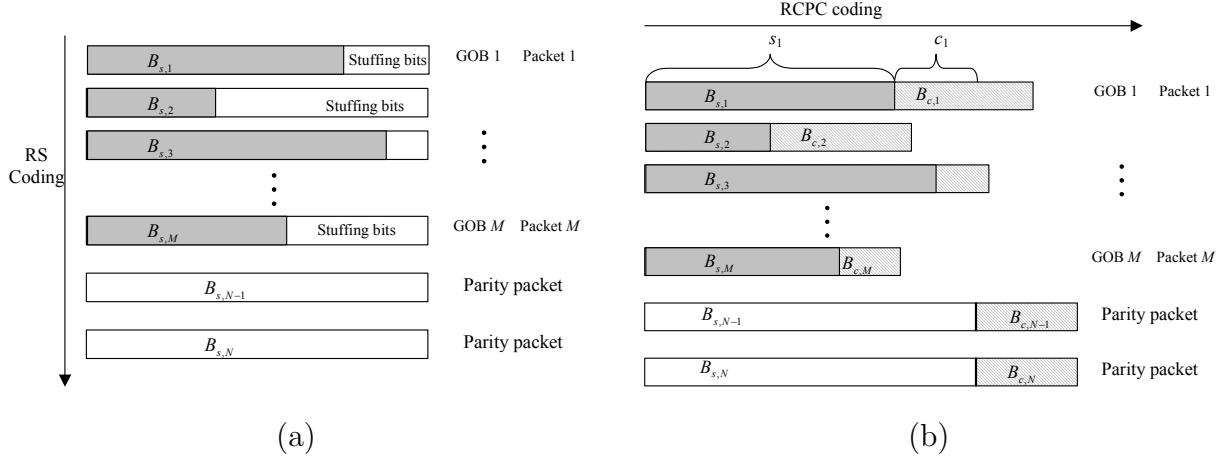 RS
Coding
B_{s,1} Stuffing bits GOB 1 Packet 1
B_{s,2} Stuffing bits
B_{s,3}
B_{s,M} Stuffing bits GOB M Packet M
B_{s,N-1} Parity packet
B_{s,N} Parity packet
(a)
RCPC coding
s_1 c_1
B_{s,1} B_{c,1} GOB 1 Packet 1
B_{s,2} B_{c,2}
B_{s,3}
B_{s,M} B_{c,M} GOB M Packet M
B_{s,N-1} B_{c,N-1} Parity packet
B_{s,N} B_{c,N} Parity packet
(b)